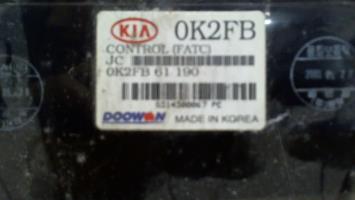 KIA 0K2FB
CONTROL (FATC)
JC
0K2FB 61 190
DOOWON MADE IN KOREA